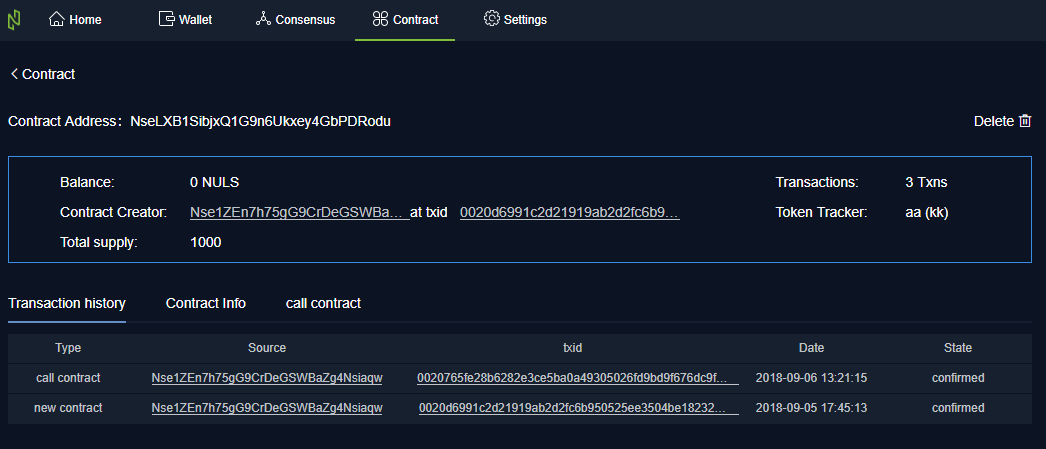 Home Wallet Consensus Contract Settings
Contract
Contract Address: NseLXB1SibjxQ1G9n6Ukxey4GbPDRodu Delete
Balance: 0 NULS Transactions: 3 Txns
Contract Creator: Nse1ZEn7h75gG9CrDeGSWBa... at txid 0020d6991c2d21919ab2d2fc6b9... Token Tracker: aa (kk)
Total supply: 1000
Transaction history Contract Info call contract
Type Source txid Date State
call contract Nse1ZEn7h75gG9CrDeGSWBaZg4Nsiaqw 0020765fe28b6282e3ce5ba0a49305026fd9bd9f676dc9f... 2018-09-06 13:21:15 confirmed
new contract Nse1ZEn7h75gG9CrDeGSWBaZg4Nsiaqw 0020d6991c2d21919ab2d2fc6b950525ee3504be18232... 2018-09-05 17:45:13 confirmed